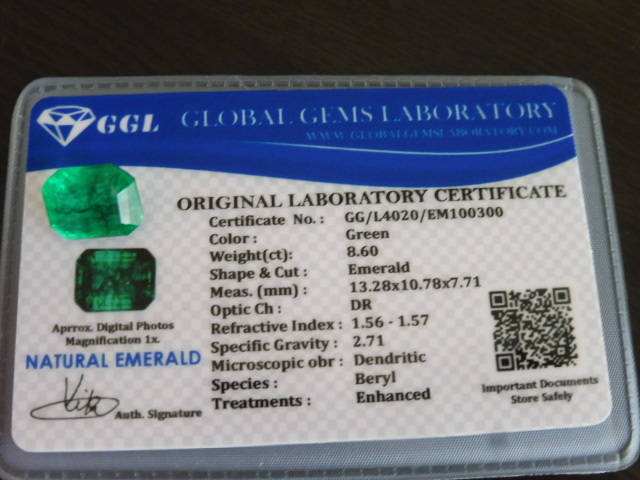 GGL
GLOBAL GEMS LABORATORY
WWW.GLOBALGEMSLABORATORY.COM
ORIGINAL LABORATORY CERTIFICATE
Certificate No. : GG/L4020/EM100300
Color : Green
Weight(ct): 8.60
Shape & Cut : Emerald
Meas. (mm) : 13.28x10.78x7.71
Optic Ch : DR
Refractive Index : 1.56 - 1.57
Specific Gravity : 2.71
Microscopic obr : Dendritic
Species : Beryl
Treatments : Enhanced
Aprrox. Digital Photos
Magnification 1x.
NATURAL EMERALD
Auth. Signature
Important Documents
Store Safely